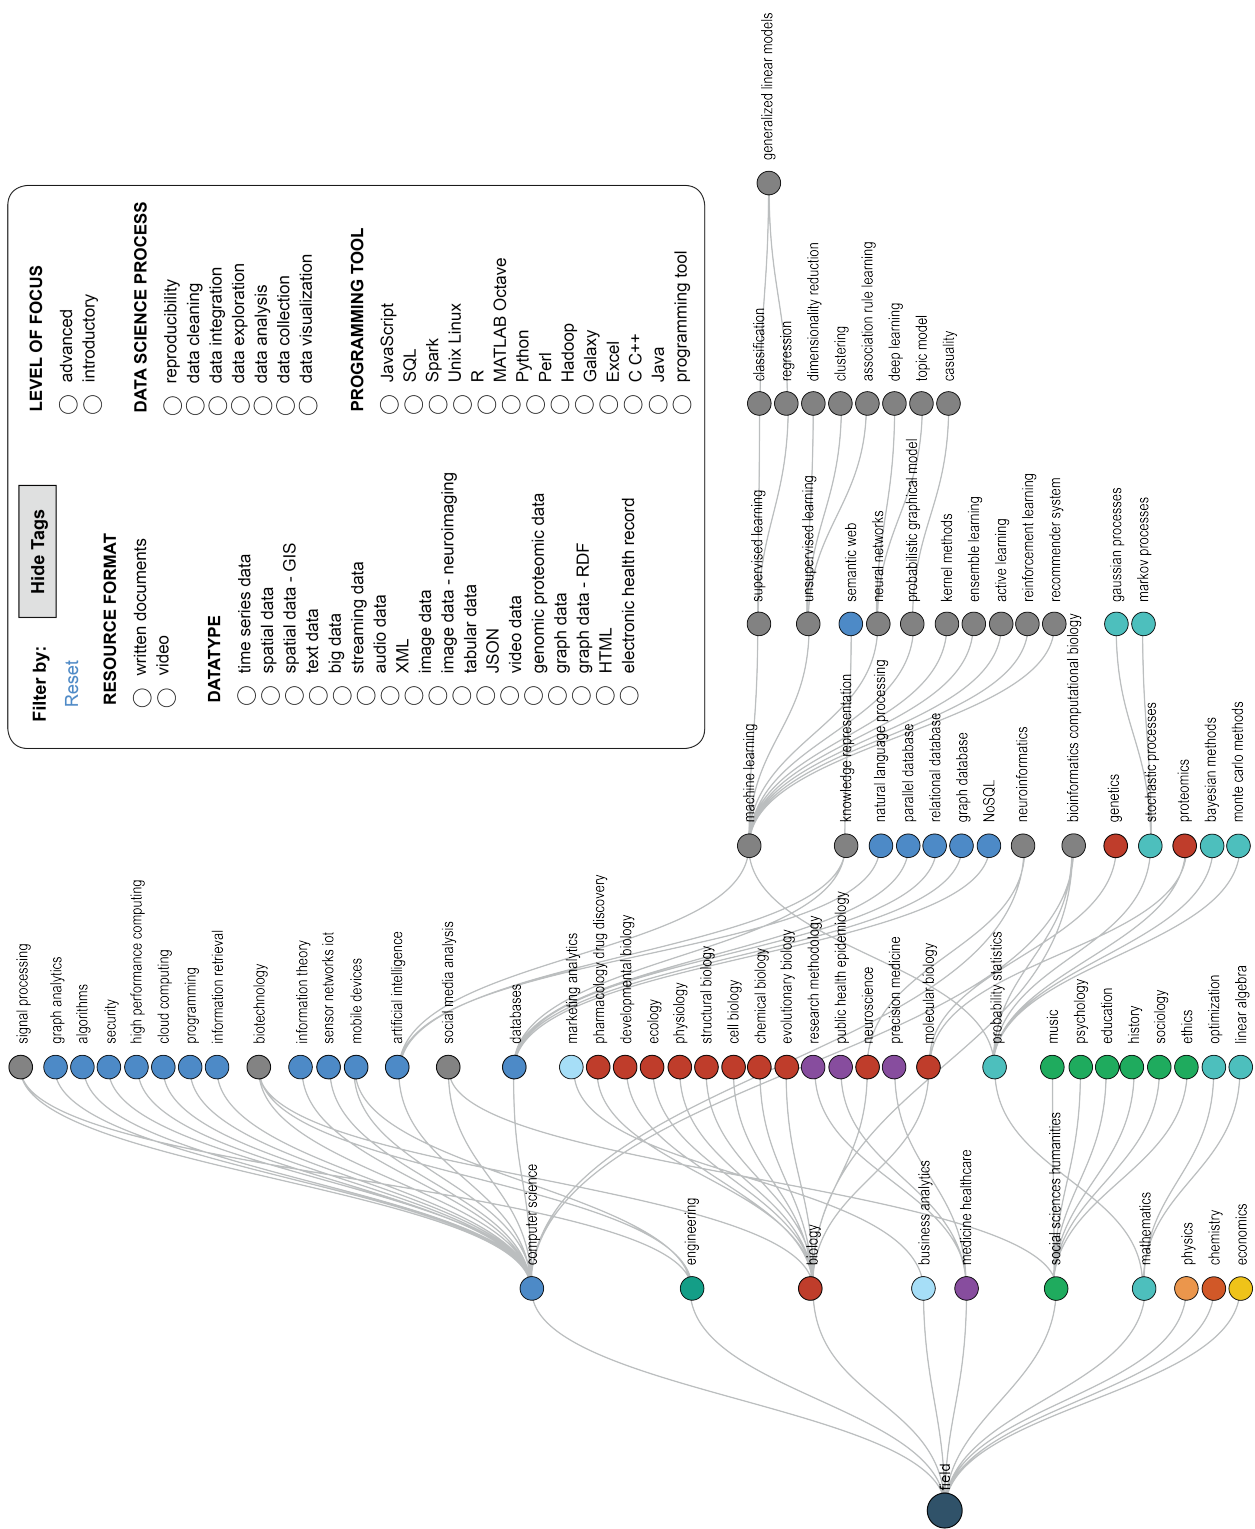 Filter by:
Hide Tags
Reset
RESOURCE FORMAT
written documents
video
DATATYPE
time series data
spatial data
spatial data - GIS
text data
big data
streaming data
audio data
XML
image data
image data - neuroimaging
tabular data
JSON
video data
genomic proteomic data
graph data
graph data - RDF
HTML
electronic health record
LEVEL OF FOCUS
advanced
introductory
DATA SCIENCE PROCESS
reproducibility
data cleaning
data integration
data exploration
data analysis
data collection
data visualization
PROGRAMMING TOOL
JavaScript
SQL
Spark
Unix Linux
R
MATLAB Octave
Python
Perl
Hadoop
Galaxy
Excel
C C++
Java
programming tool
field
computer science
engineering
biology
business analytics
medicine healthcare
social sciences humanities
mathematics
physics
chemistry
economics
signal processing
graph analytics
algorithms
security
high performance computing
cloud computing
programming
information retrieval
biotechnology
information theory
sensor networks iot
mobile devices
artificial intelligence
social media analysis
databases
marketing analytics
pharmacology drug discovery
developmental biology
ecology
physiology
structural biology
cell biology
chemical biology
evolutionary biology
research methodology
public health epidemiology
neuroscience
precision medicine
molecular biology
probability statistics
music
psychology
education
history
sociology
ethics
optimization
linear algebra
machine learning
knowledge representation
natural language processing
parallel database
relational database
graph database
NoSQL
neuroinformatics
bioinformatics computational biology
genetics
stochastic processes
proteomics
bayesian methods
monte carlo methods
supervised learning
unsupervised learning
semantic web
neural networks
probabilistic graphical model
kernel methods
ensemble learning
active learning
reinforcement learning
recommender system
gaussian processes
markov processes
classification
regression
dimensionality reduction
clustering
association rule learning
deep learning
topic model
casuality
generalized linear models